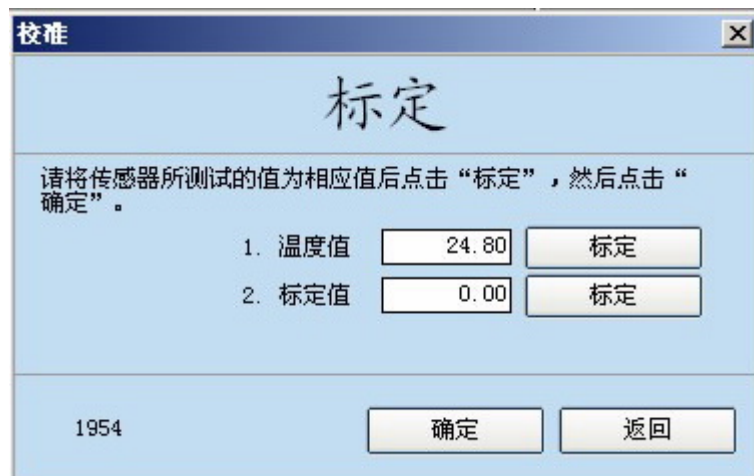 校准
标定
请将传感器所测试的值为相应值后点击“标定”，然后点击“
确定”。
1. 温度值 24.80 标定
2. 标定值 0.00 标定
1954 确定 返回